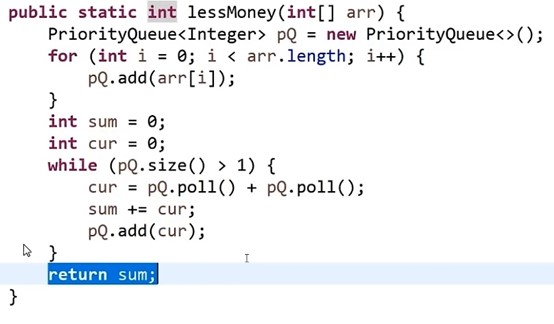 public static int lessMoney(int[] arr) {
PriorityQueue<Integer> pQ = new PriorityQueue<>();
for (int i = 0; i < arr.length; i++) {
pQ.add(arr[i]);
}
int sum = 0;
int cur = 0;
while (pQ.size() > 1) {
cur = pQ.poll() + pQ.poll();
sum += cur;
pQ.add(cur);
}
return sum;
}